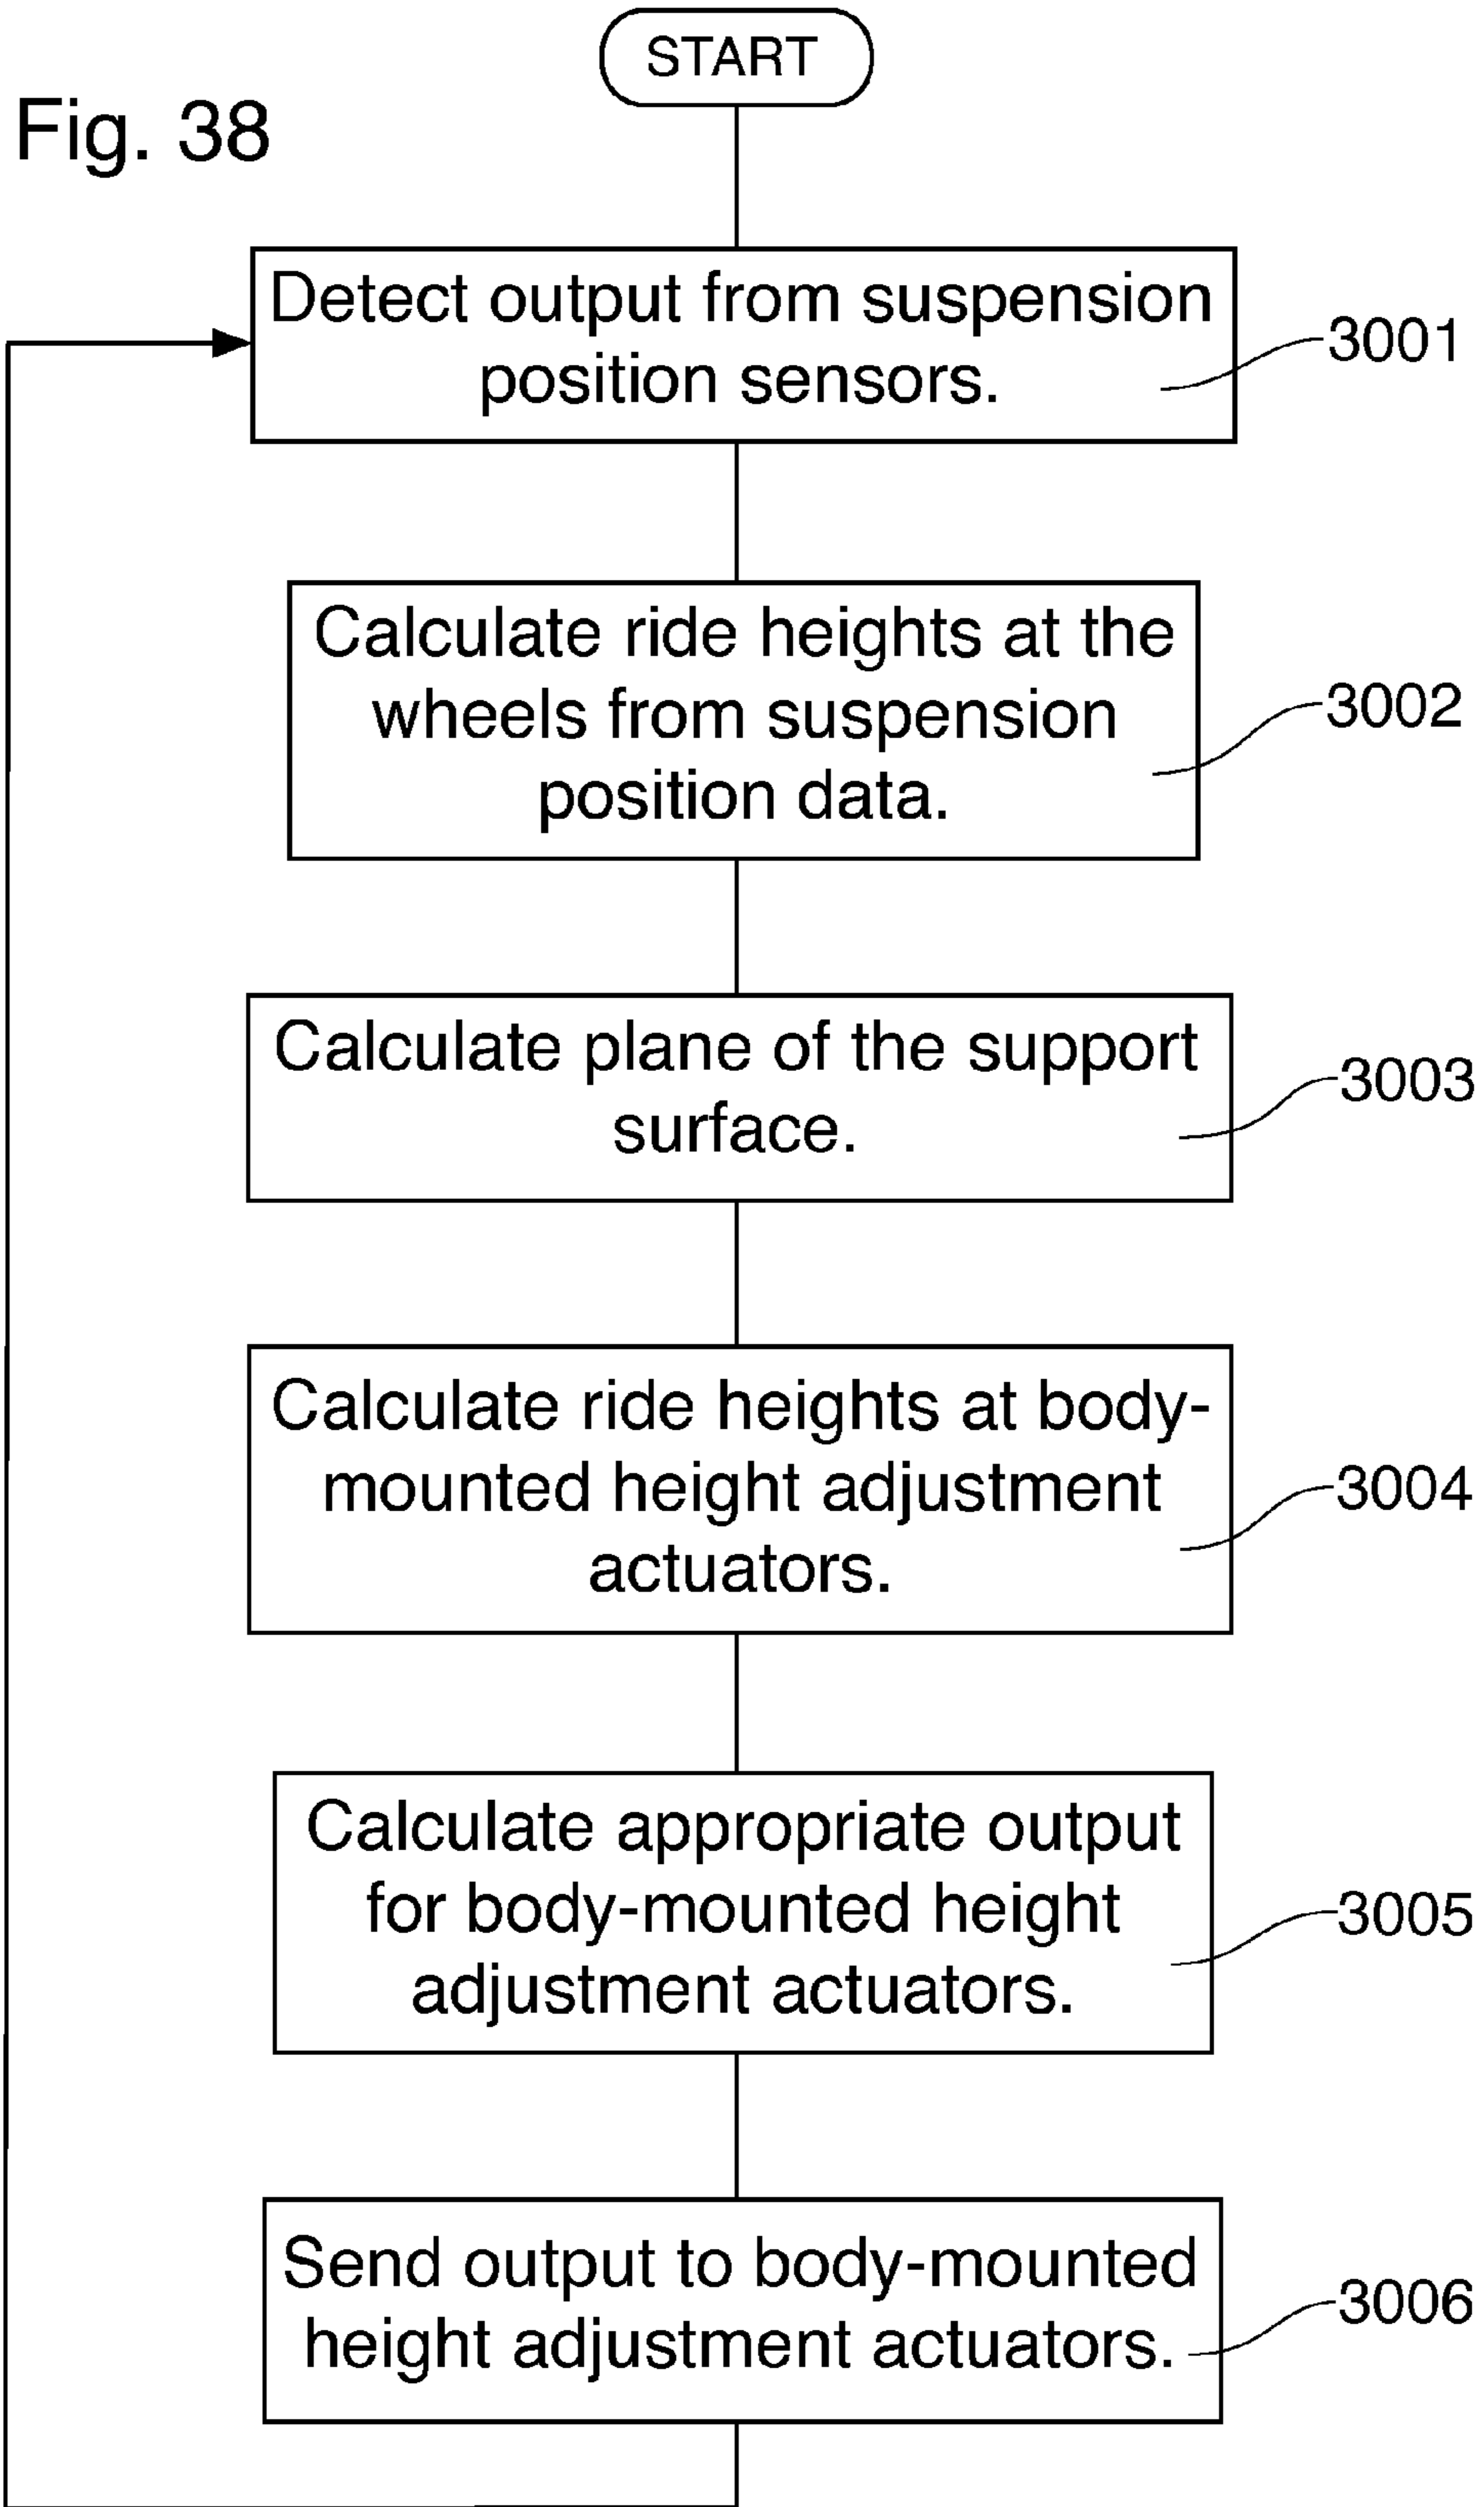 START
Fig. 38
Detect output from suspension
position sensors.
3001
Calculate ride heights at the
wheels from suspension
position data.
3002
Calculate plane of the support
surface.
3003
Calculate ride heights at body-
mounted height adjustment
actuators.
3004
Calculate appropriate output
for body-mounted height
adjustment actuators.
3005
Send output to body-mounted
height adjustment actuators.
3006